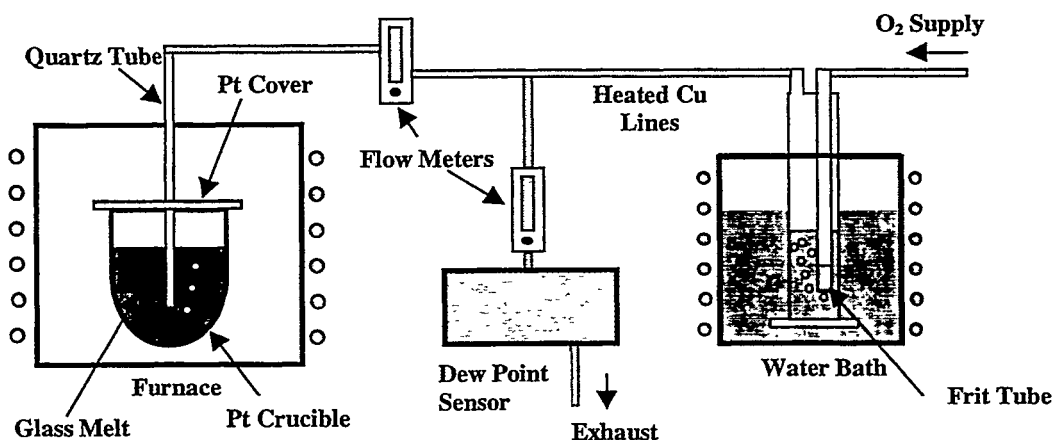 O₂ Supply
Quartz Tube
Pt Cover
Heated Cu
Lines
Flow Meters
Furnace
Glass Melt
Pt Crucible
Dew Point
Sensor
Exhaust
Water Bath
Frit Tube